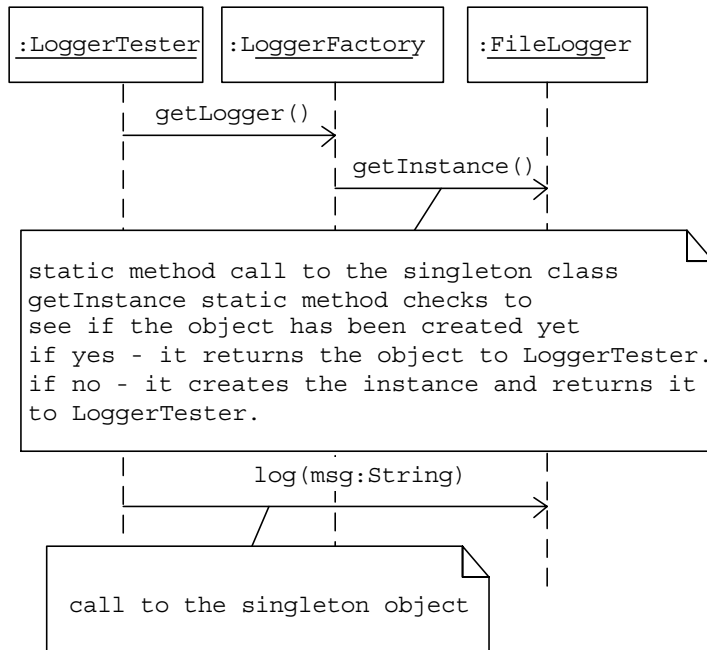 :LoggerTester :LoggerFactory :FileLogger
getLogger()
getInstance()
static method call to the singleton class
getInstance static method checks to
see if the object has been created yet
if yes - it returns the object to LoggerTester.
if no - it creates the instance and returns it
to LoggerTester.
log(msg:String)
call to the singleton object